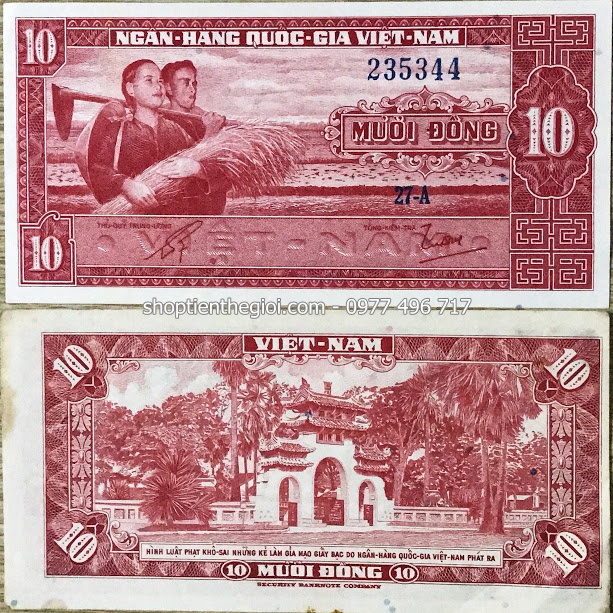 10
NGÂN-HÀNG QUỐC-GIA VIỆT-NAM
235344
MƯỜI ĐỒNG
10
27-A
THỦ-QUỸ TRUNG-ƯƠNG
TỔNG-KIỂM-TRA
10
VIỆT-NAM
shoptienthegioi.com - 0977 496 717
VIỆT-NAM
10
10
10
10
HÌNH LUẬT PHẠT KHỔ-SAI NHỮNG KẺ LÀM GIẢ MẠO GIẤY BẠC DO NGÂN-HÀNG QUỐC-GIA VIỆT-NAM PHÁT RA
10 MƯỜI ĐỒNG 10
SECURITY BANKNOTE COMPANY